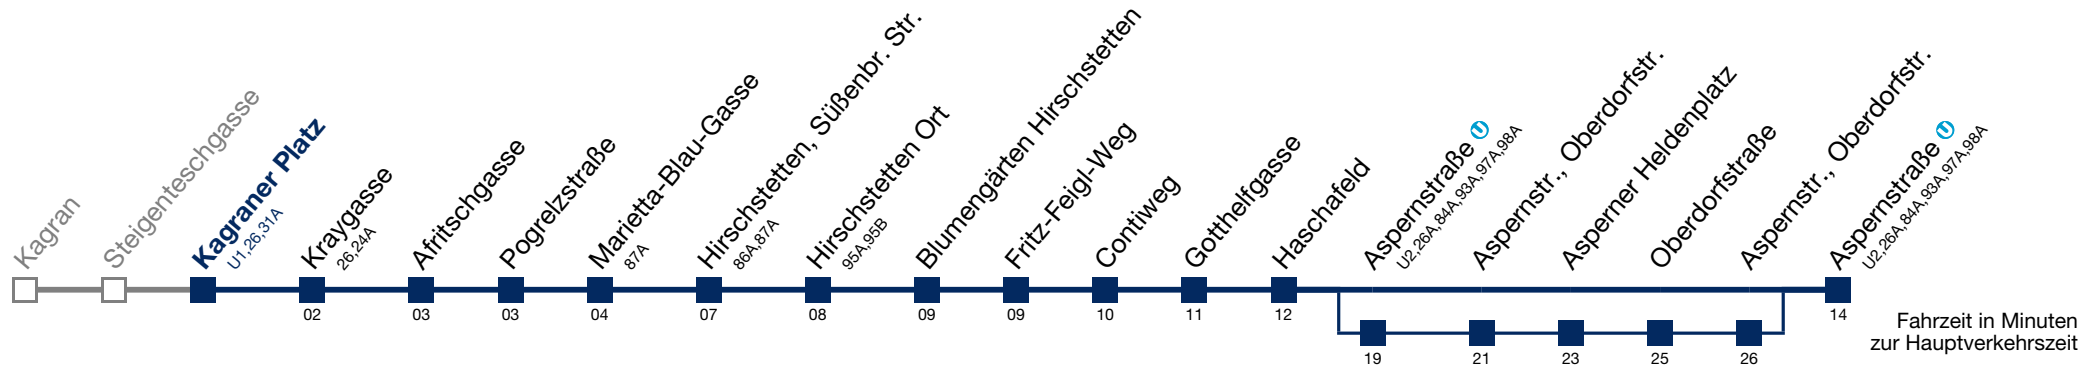 Kagran
Steigenteschgasse
Kagraner Platz
U1,26,31A
Kraygasse
26,24A
Afritschgasse
Pogrelzstraße
Marietta-Blau-Gasse
87A
Hirschstetten, Süßenbr. Str.
86A,87A
Hirschstetten Ort
95A,95B
Blumengärten Hirschstetten
Fritz-Feigl-Weg
Contiweg
Gotthelfgasse
Haschafeld
Aspernstraße U
U2,26A,84A,93A,97A,98A
Aspernstr., Oberdorfstr.
Asperner Heldenplatz
Oberdorfstraße
Aspernstr., Oberdorfstr.
Aspernstraße U
U2,26A,84A,93A,97A,98A
02 03 03 04 07 08 09 09 10 11 12 14
19 21 23 25 26
Fahrzeit in Minuten
zur Hauptverkehrszeit